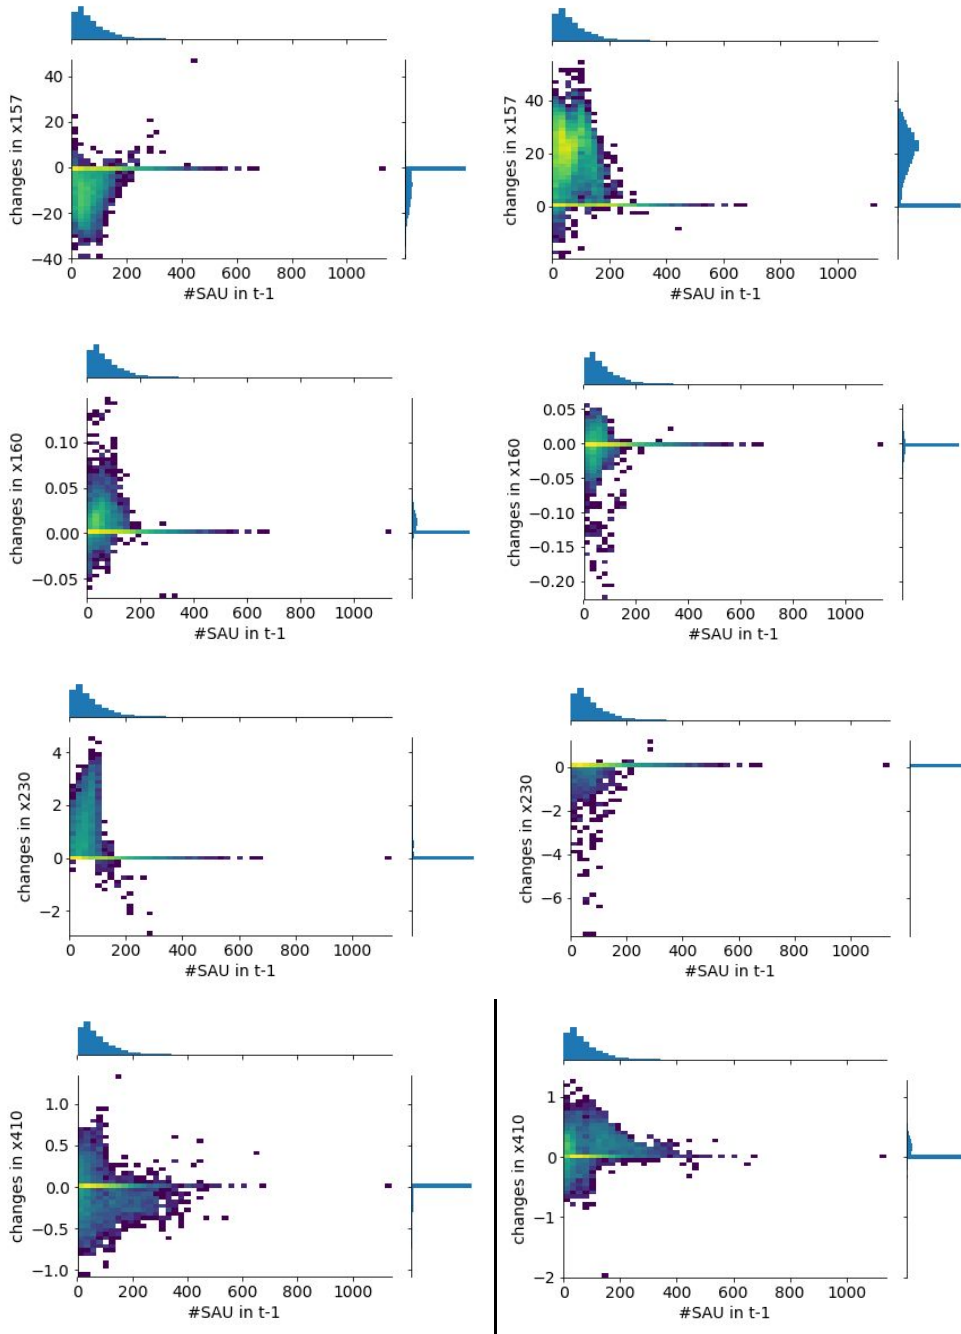 changes in x157
40
20
0
−20
−40
0 200 400 600 800 1000
#SAU in t-1
changes in x157
40
20
0
0 200 400 600 800 1000
#SAU in t-1
changes in x160
0.10
0.05
0.00
−0.05
0 200 400 600 800 1000
#SAU in t-1
changes in x160
0.05
0.00
−0.05
−0.10
−0.15
−0.20
0 200 400 600 800 1000
#SAU in t-1
changes in x230
4
2
0
−2
0 200 400 600 800 1000
#SAU in t-1
changes in x230
0
−2
−4
−6
0 200 400 600 800 1000
#SAU in t-1
changes in x410
1.0
0.5
0.0
−0.5
−1.0
0 200 400 600 800 1000
#SAU in t-1
changes in x410
1
0
−1
−2
0 200 400 600 800 1000
#SAU in t-1